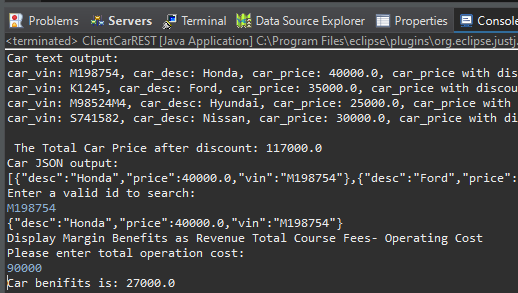 Problems Servers Terminal Data Source Explorer Properties Console
<terminated> ClientCarREST [Java Application] C:\Program Files\eclipse\plugins\org.eclipse.justj.
Car text output:
car_vin: M198754, car_desc: Honda, car_price: 40000.0, car_price with dis
car_vin: K1245, car_desc: Ford, car_price: 35000.0, car_price with discou
car_vin: M98524M4, car_desc: Hyundai, car_price: 25000.0, car_price with
car_vin: S741582, car_desc: Nissan, car_price: 30000.0, car_price with di
The Total Car Price after discount: 117000.0
Car JSON output:
[{"desc":"Honda","price":40000.0,"vin":"M198754"},{"desc":"Ford","price":
Enter a valid id to search:
M198754
{"desc":"Honda","price":40000.0,"vin":"M198754"}
Display Margin Benefits as Revenue Total Course Fees- Operating Cost
Please enter total operation cost:
90000
Car benifits is: 27000.0